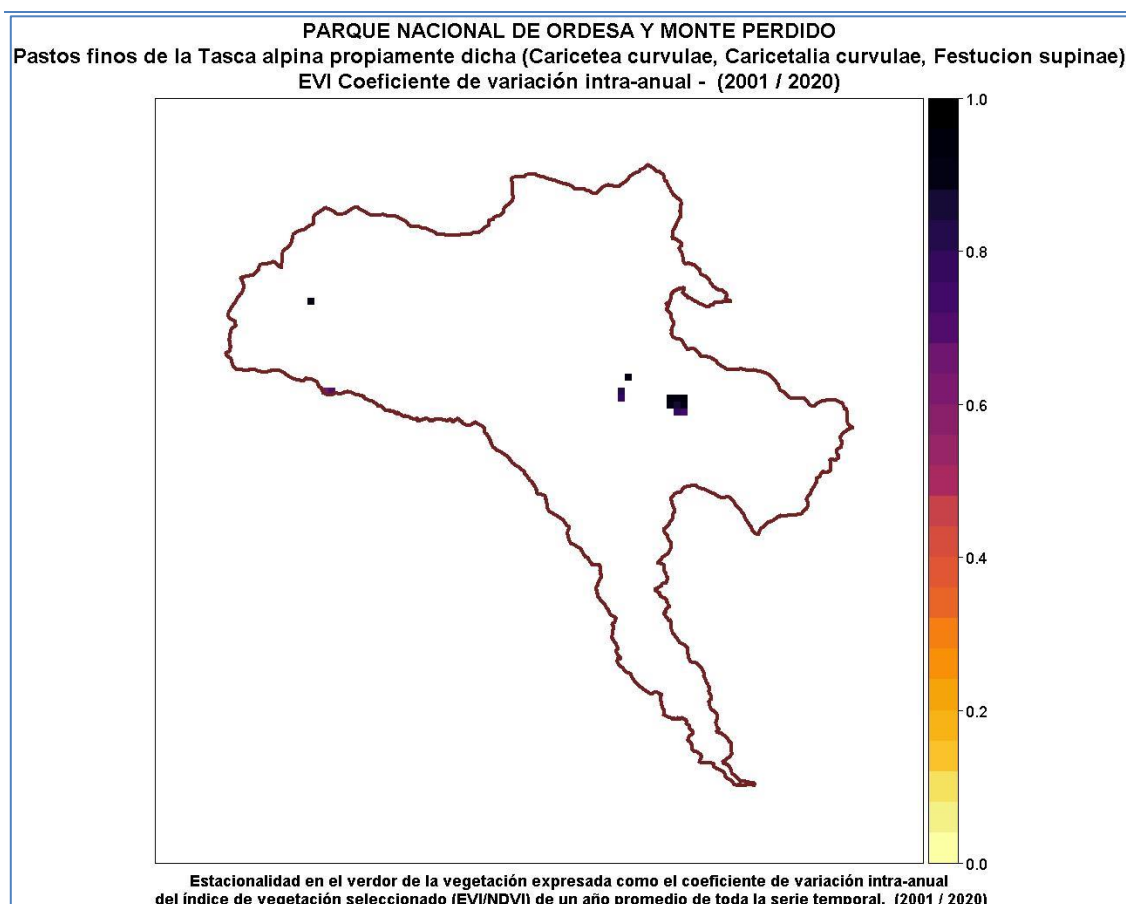 PARQUE NACIONAL DE ORDESA Y MONTE PERDIDO
Pastos finos de la Tasca alpina propiamente dicha (Caricetea curvulae, Caricetalia curvulae, Festucion supinae)
EVI Coeficiente de variación intra-anual - (2001 / 2020)
1.0
0.8
0.6
0.4
0.2
0.0
Estacionalidad en el verdor de la vegetación expresada como el coeficiente de variación intra-anual
del índice de vegetación seleccionado (EVI/NDVI) de un año promedio de toda la serie temporal. (2001 / 2020)